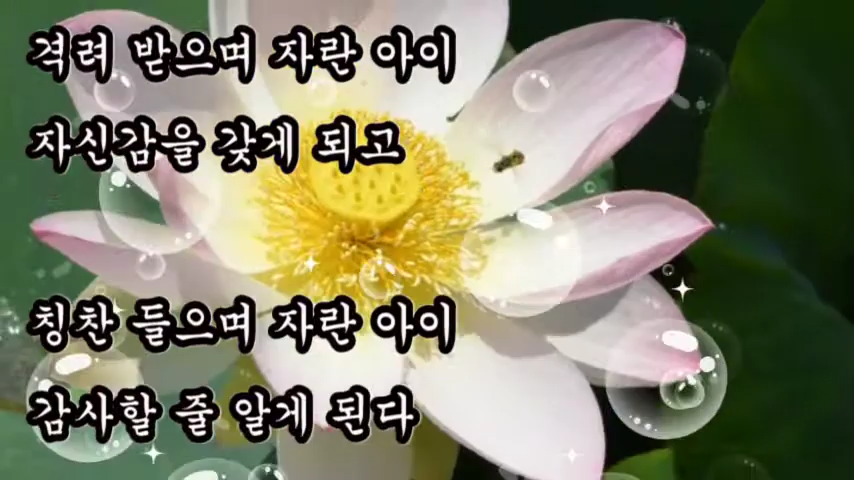 격려 받으며 자란 아이
자신감을 갖게 되고
칭찬 들으며 자란 아이
감사할 줄 알게 된다